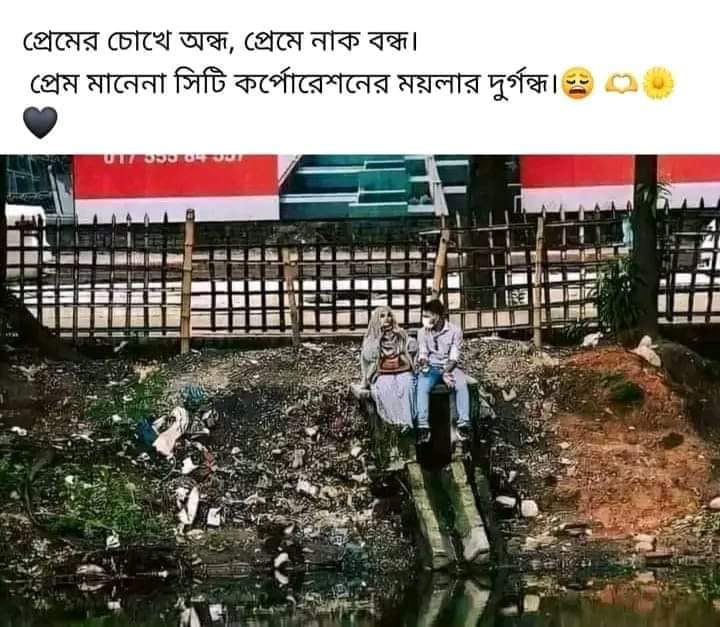 প্রেমের চোখে অন্ধ, প্রেমে নাক বন্ধ।
প্রেম মানেনা সিটি কর্পোরেশনের ময়লার দুর্গন্ধ।😩 🫶🌼
🖤